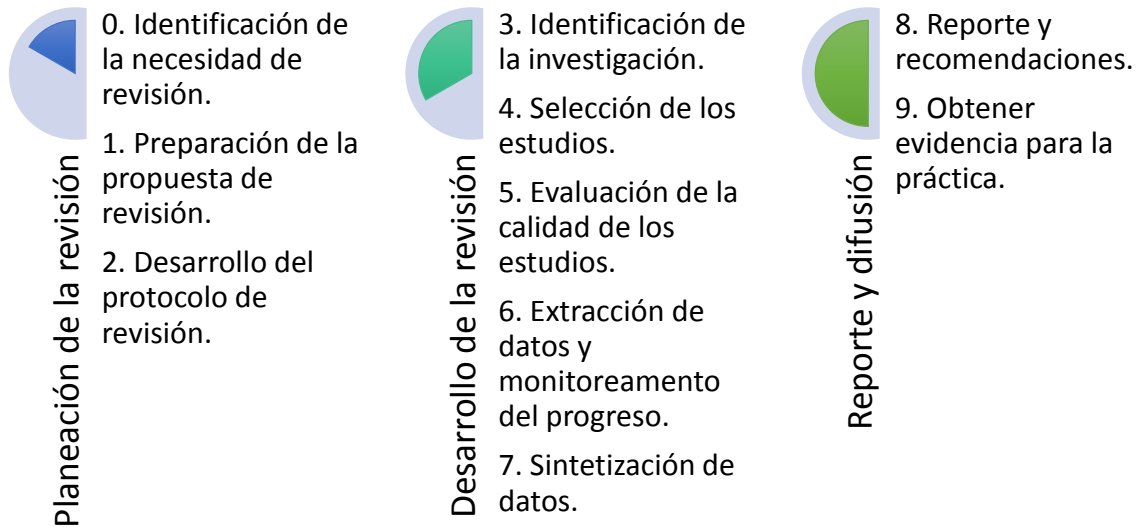 Planeación de la revisión
0. Identificación de
la necesidad de
revisión.
1. Preparación de la
propuesta de
revisión.
2. Desarrollo del
protocolo de
revisión.
Desarrollo de la revisión
3. Identificación de
la investigación.
4. Selección de los
estudios.
5. Evaluación de la
calidad de los
estudios.
6. Extracción de
datos y
monitoreamento
del progreso.
7. Sintetización de
datos.
Reporte y difusión
8. Reporte y
recomendaciones.
9. Obtener
evidencia para la
práctica.